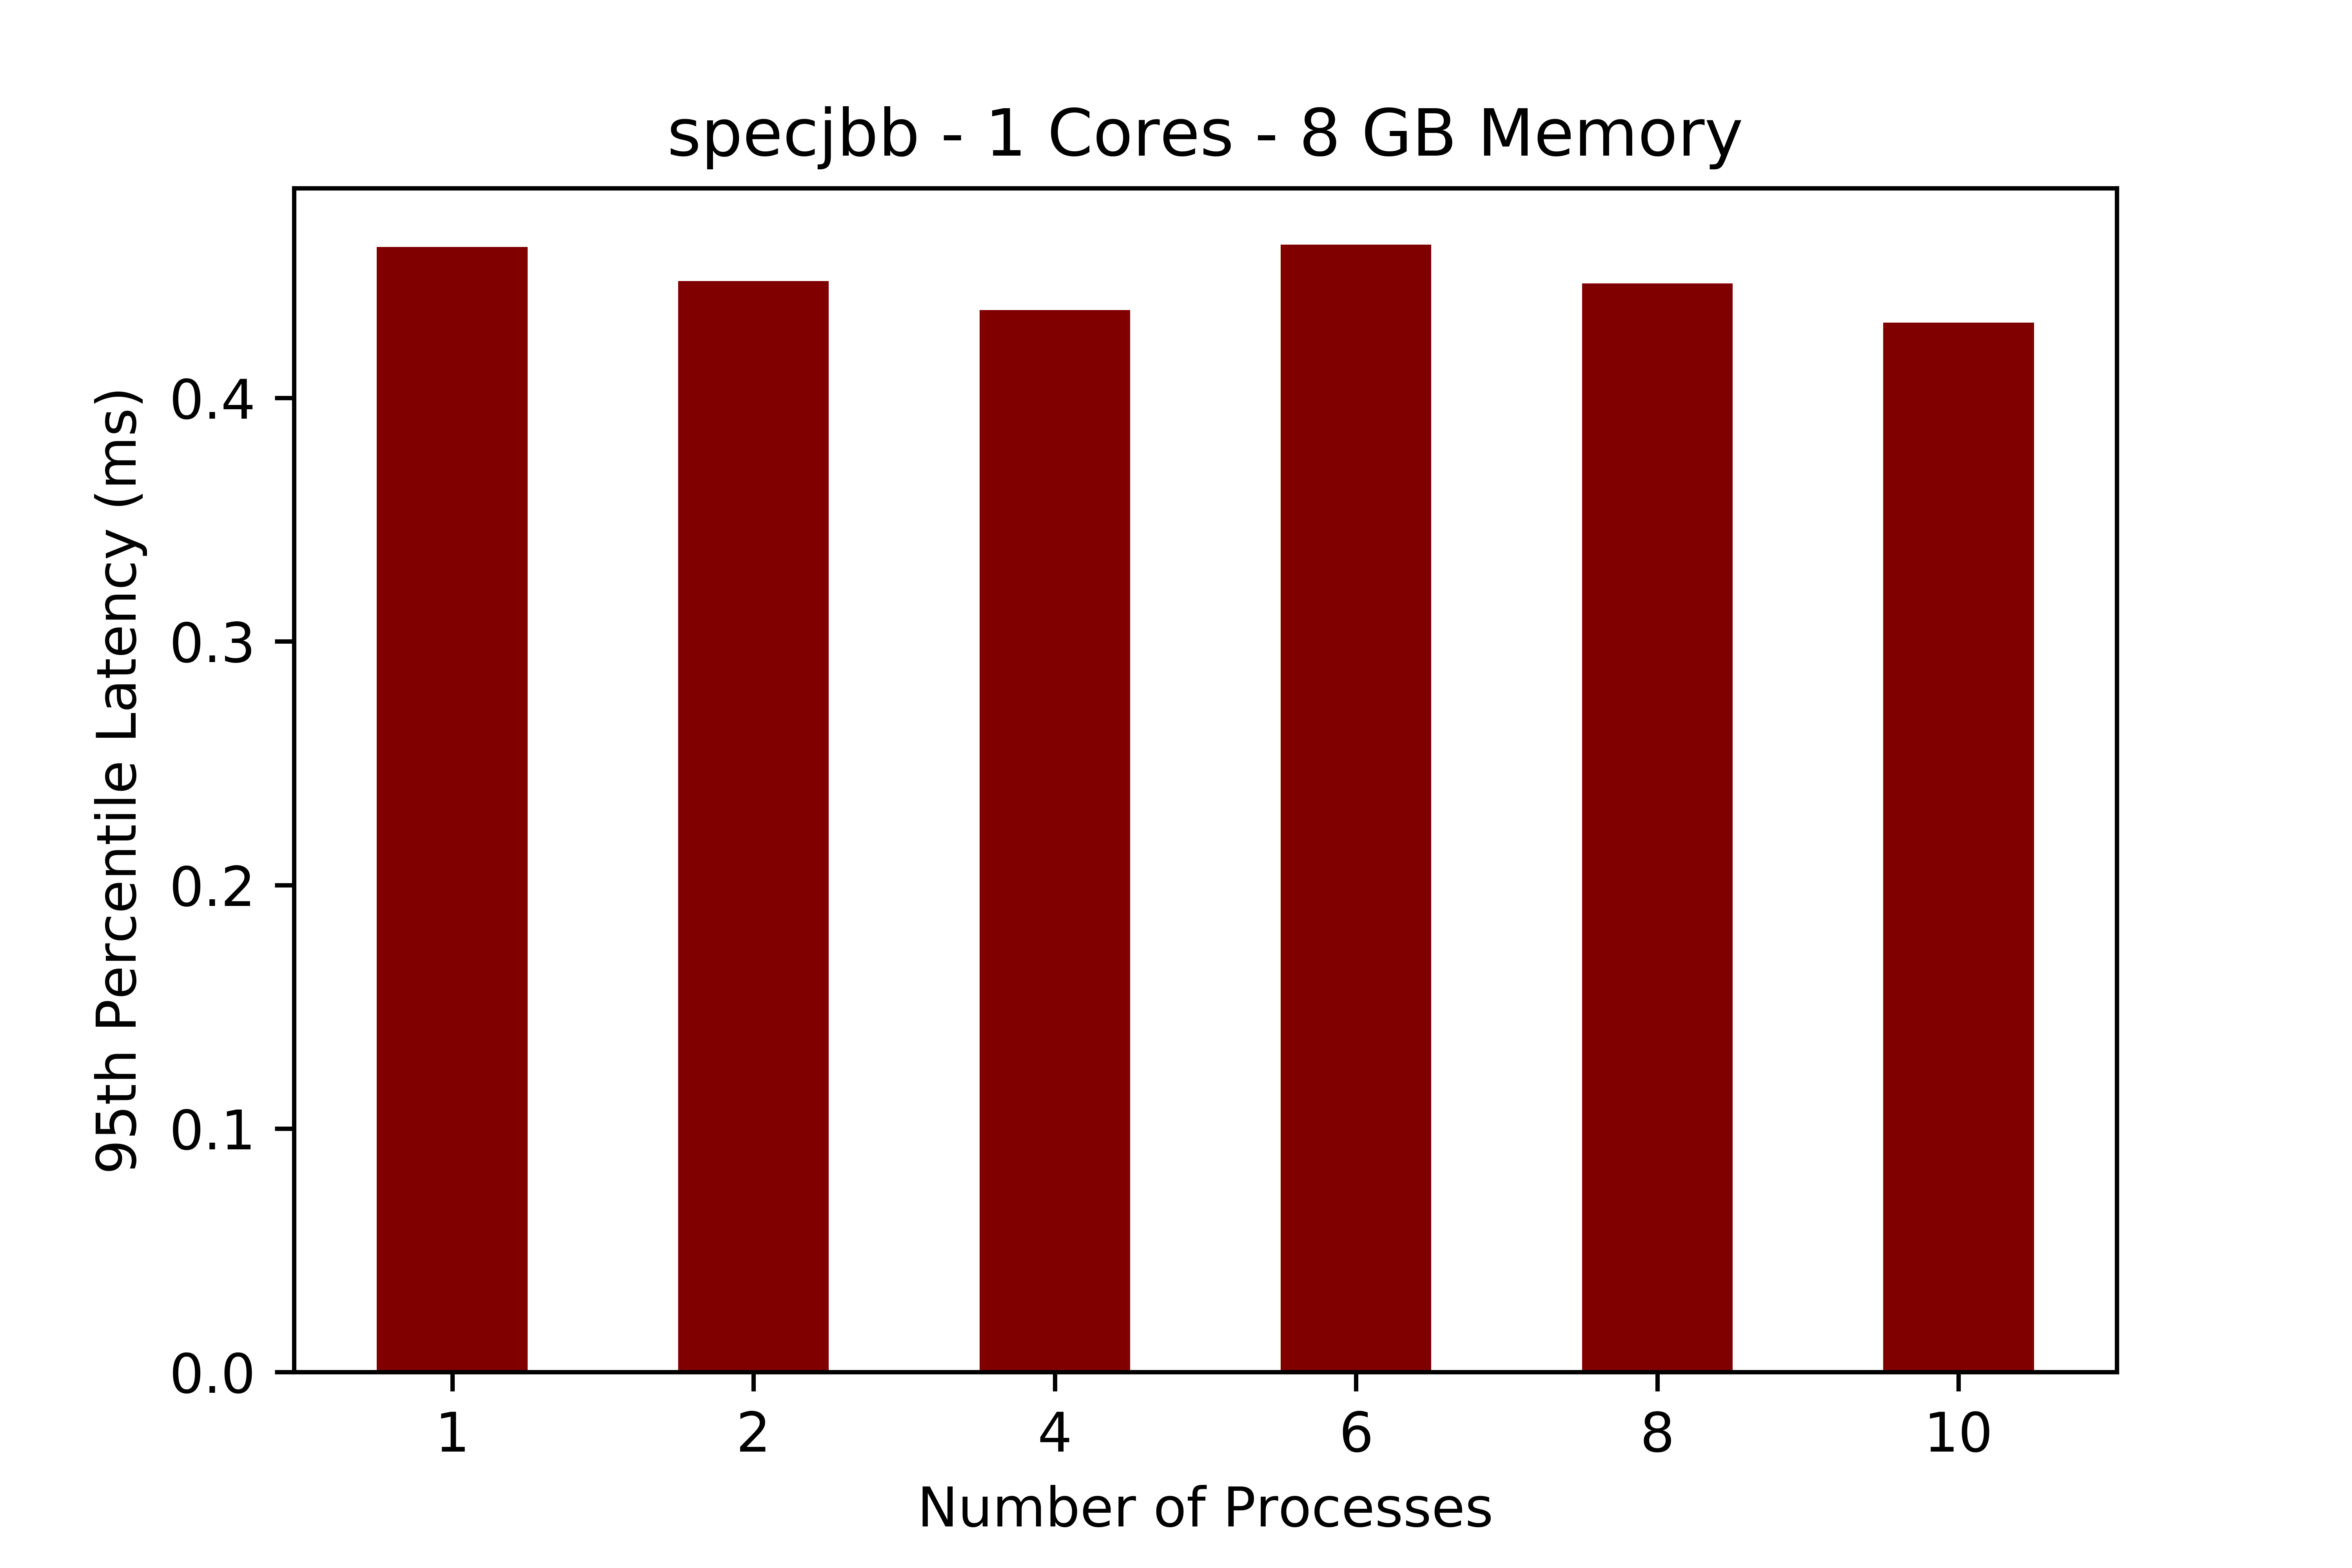 specjbb - 1 Cores - 8 GB Memory
95th Percentile Latency (ms)
0.4
0.3
0.2
0.1
0.0
1 2 4 6 8 10
Number of Processes